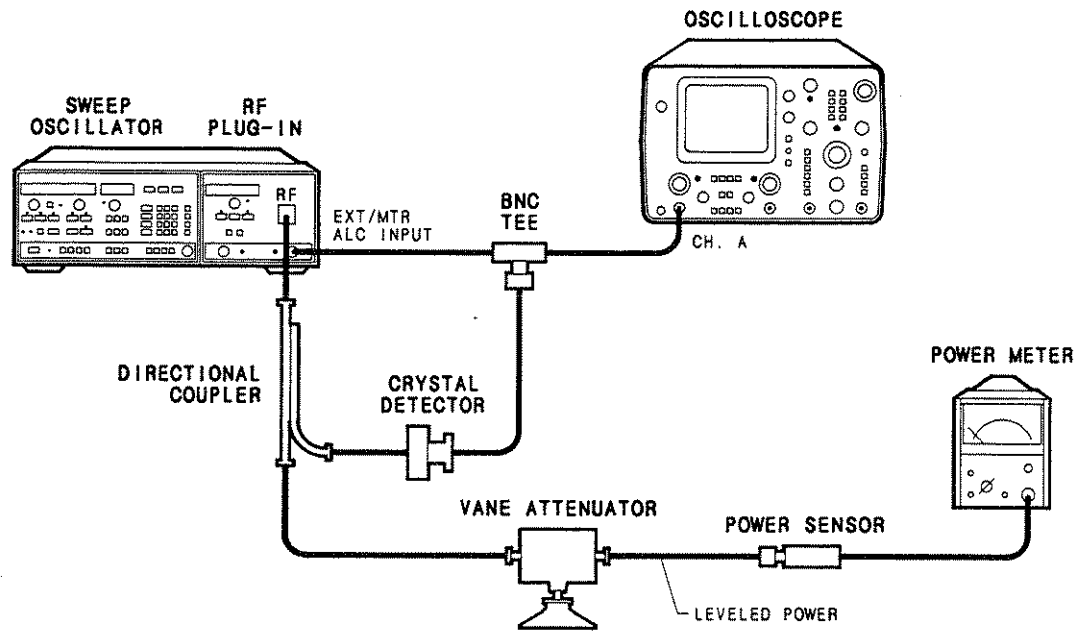 OSCILLOSCOPE
SWEEP
OSCILLATOR
RF
PLUG-IN
RF
EXT/MTR
ALC INPUT
BNC
TEE
CH. A
DIRECTIONAL
COUPLER
CRYSTAL
DETECTOR
POWER METER
VANE ATTENUATOR
POWER SENSOR
LEVELED POWER